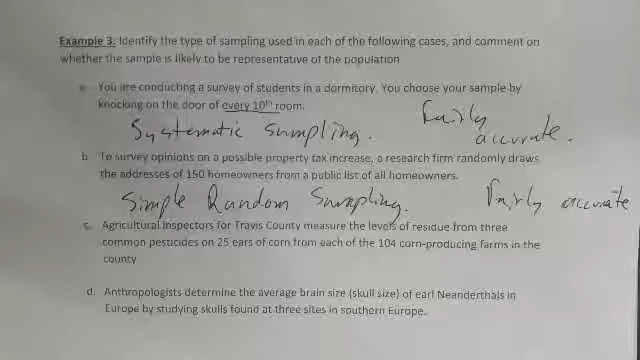 Example 3: Identify the type of sampling used in each of the following cases, and comment on
whether the sample is likely to be representative of the population
a. You are conducting a survey of students in a dormitory. You choose your sample by
knocking on the door of every 10th room.
Systematic Sampling.
Fairly
accurate.
b. To survey opinions on a possible property tax increase, a research firm randomly draws
the addresses of 150 homeowners from a public list of all homeowners.
Simple Random Sampling.
Fairly accurate
c. Agricultural inspectors for Travis County measure the levels of residue from three
common pesticides on 25 ears of corn from each of the 104 corn-producing farms in the
county
d. Anthropologists determine the average brain size (skull size) of earl Neanderthals in
Europe by studying skulls found at three sites in southern Europe.